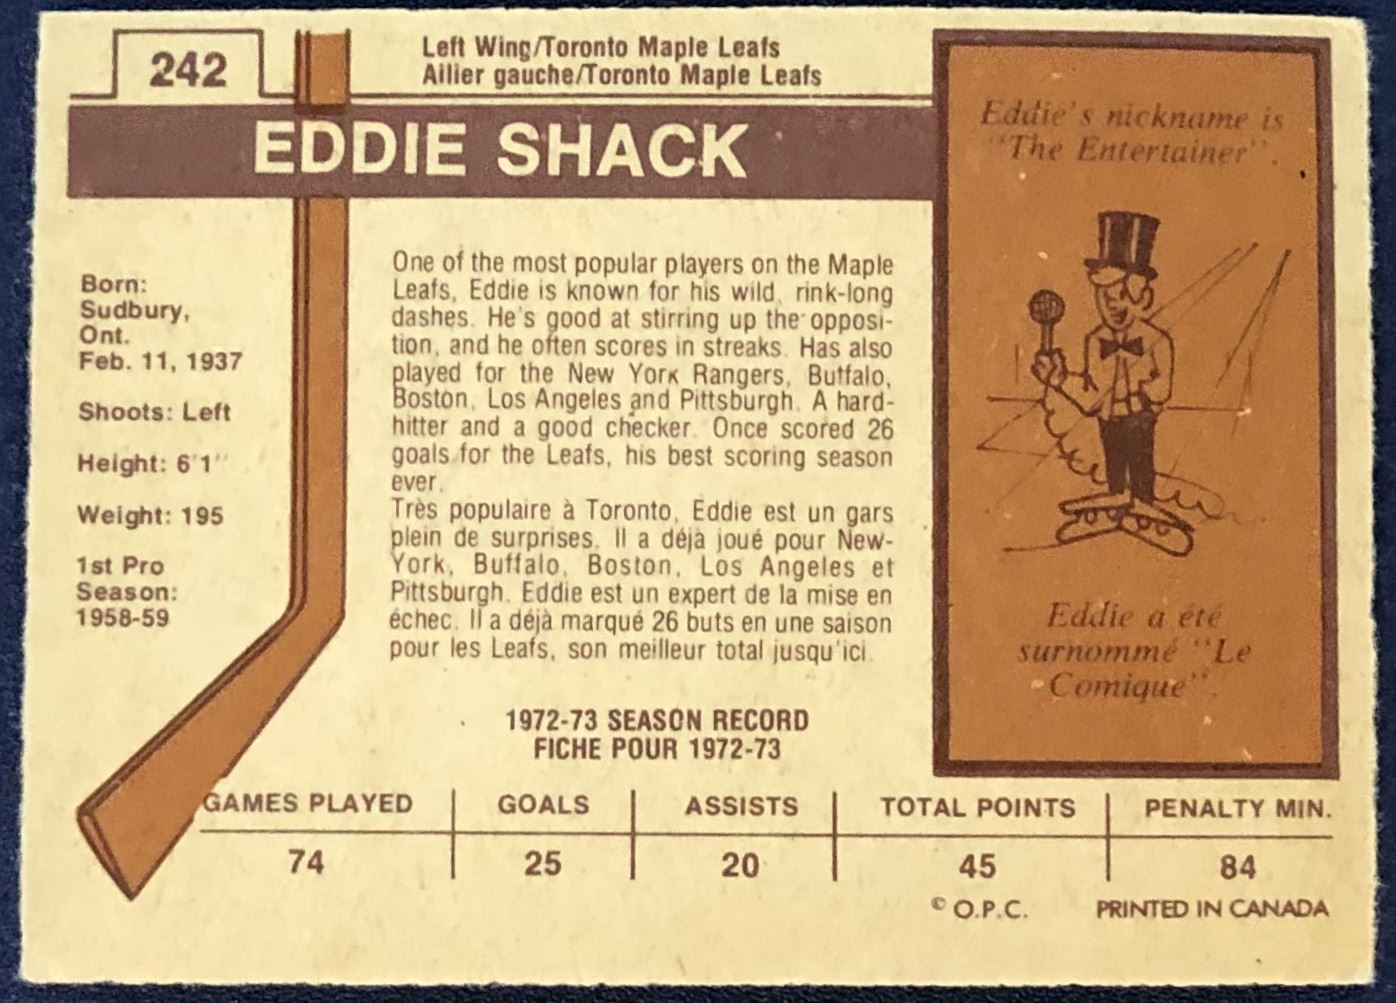 242
Left Wing/Toronto Maple Leafs
Ailier gauche/Toronto Maple Leafs
EDDIE SHACK
Born:
Sudbury,
Ont.
Feb. 11, 1937
Shoots: Left
Height: 6'1"
Weight: 195
1st Pro
Season:
1958-59
One of the most popular players on the Maple
Leafs, Eddie is known for his wild, rink-long
dashes. He's good at stirring up the opposi-
tion, and he often scores in streaks. Has also
played for the New York Rangers, Buffalo,
Boston, Los Angeles and Pittsburgh. A hard-
hitter and a good checker. Once scored 26
goals for the Leafs, his best scoring season
ever.
Très populaire à Toronto, Eddie est un gars
plein de surprises. Il a déjà joué pour New-
York, Buffalo, Boston, Los Angeles et
Pittsburgh. Eddie est un expert de la mise en
échec. Il a déjà marqué 26 buts en une saison
pour les Leafs, son meilleur total jusqu'ici.
Eddie's nickname is
"The Entertainer".
Eddie a été
surnommé "Le
Comique".
1972-73 SEASON RECORD
FICHE POUR 1972-73
GAMES PLAYED GOALS ASSISTS TOTAL POINTS PENALTY MIN.
74 25 20 45 84
© O.P.C. PRINTED IN CANADA